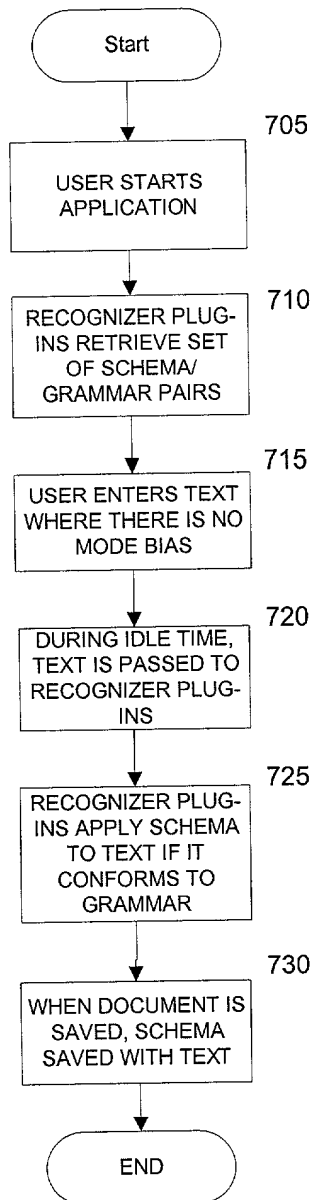 Start
705
USER STARTS
APPLICATION
710
RECOGNIZER PLUG-
INS RETRIEVE SET
OF SCHEMA/
GRAMMAR PAIRS
715
USER ENTERS TEXT
WHERE THERE IS NO
MODE BIAS
720
DURING IDLE TIME,
TEXT IS PASSED TO
RECOGNIZER PLUG-
INS
725
RECOGNIZER PLUG-
INS APPLY SCHEMA
TO TEXT IF IT
CONFORMS TO
GRAMMAR
730
WHEN DOCUMENT IS
SAVED, SCHEMA
SAVED WITH TEXT
END